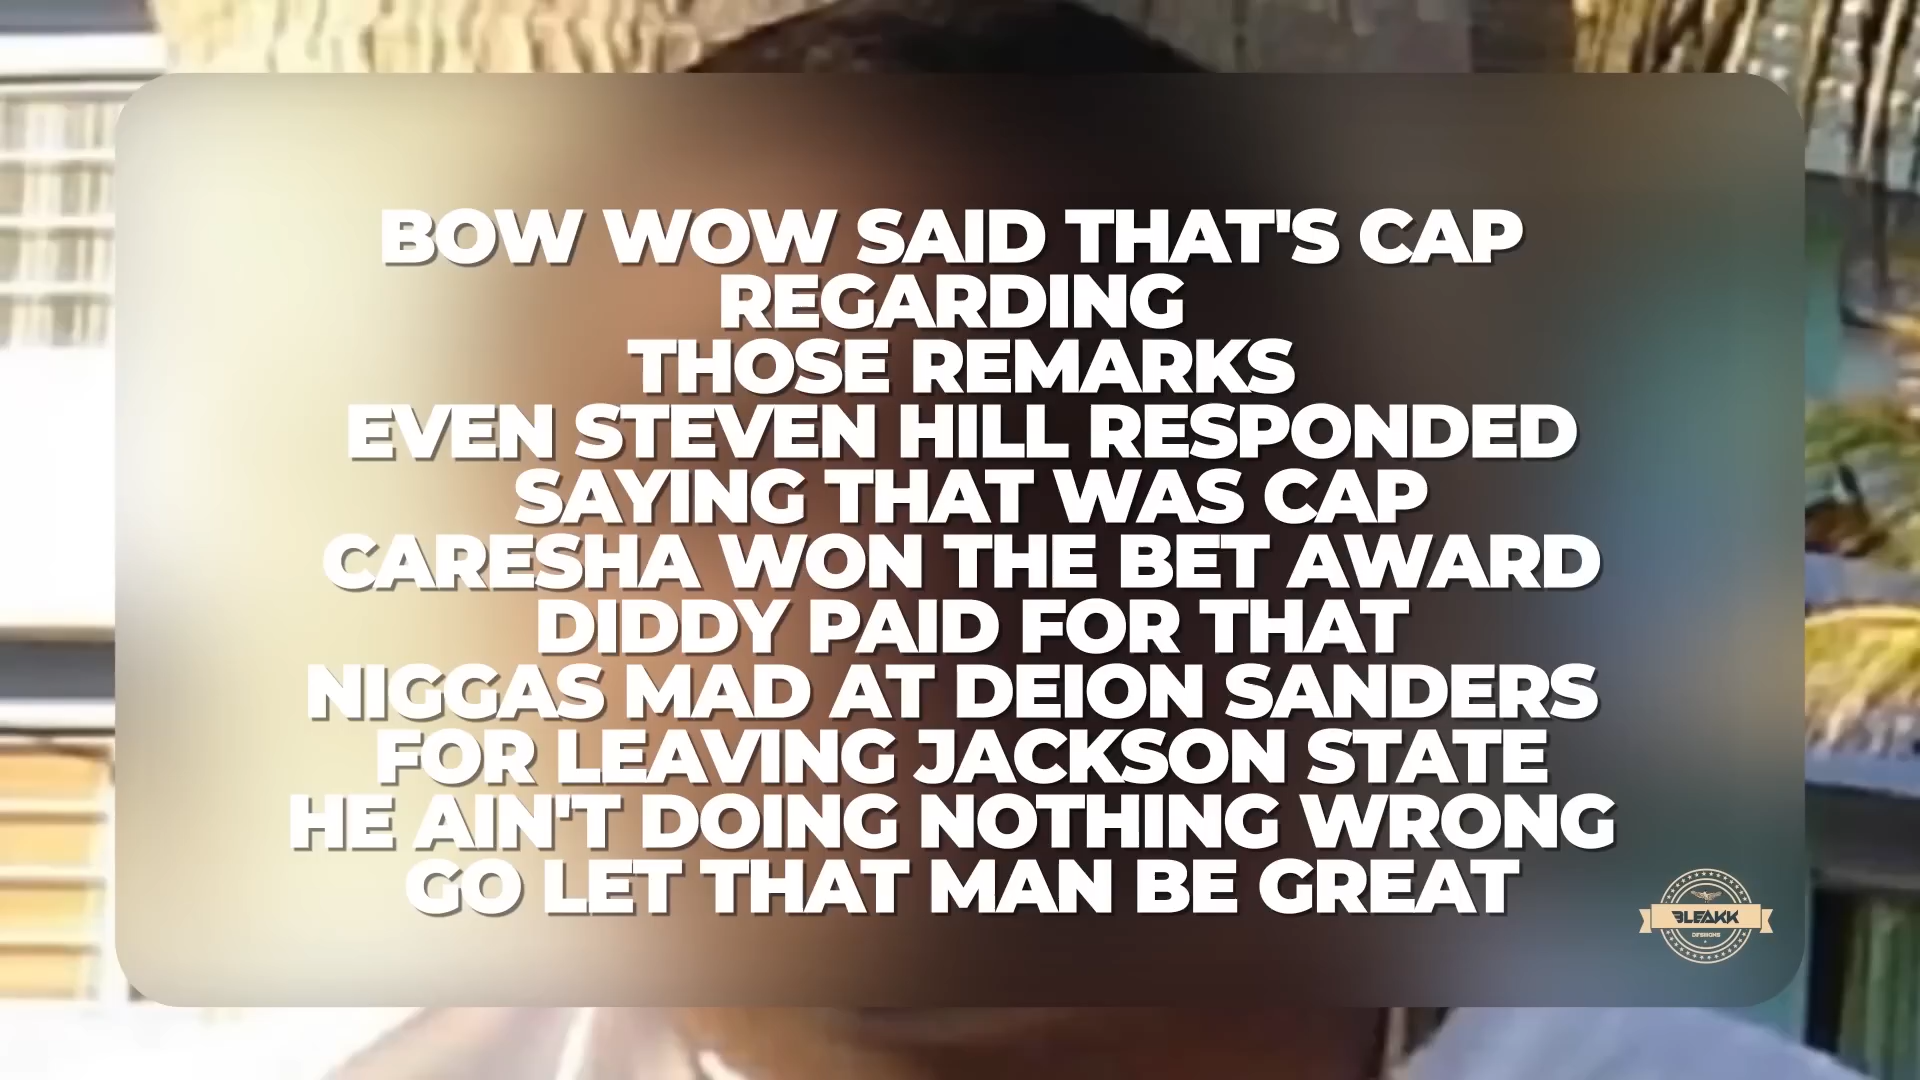 BOW WOW SAID THAT'S CAP
REGARDING
THOSE REMARKS
EVEN STEVEN HILL RESPONDED
SAYING THAT WAS CAP
CARESHA WON THE BET AWARD
DIDDY PAID FOR THAT
NIGGAS MAD AT DEION SANDERS
FOR LEAVING JACKSON STATE
HE AIN'T DOING NOTHING WRONG
GO LET THAT MAN BE GREAT
BLEAKK